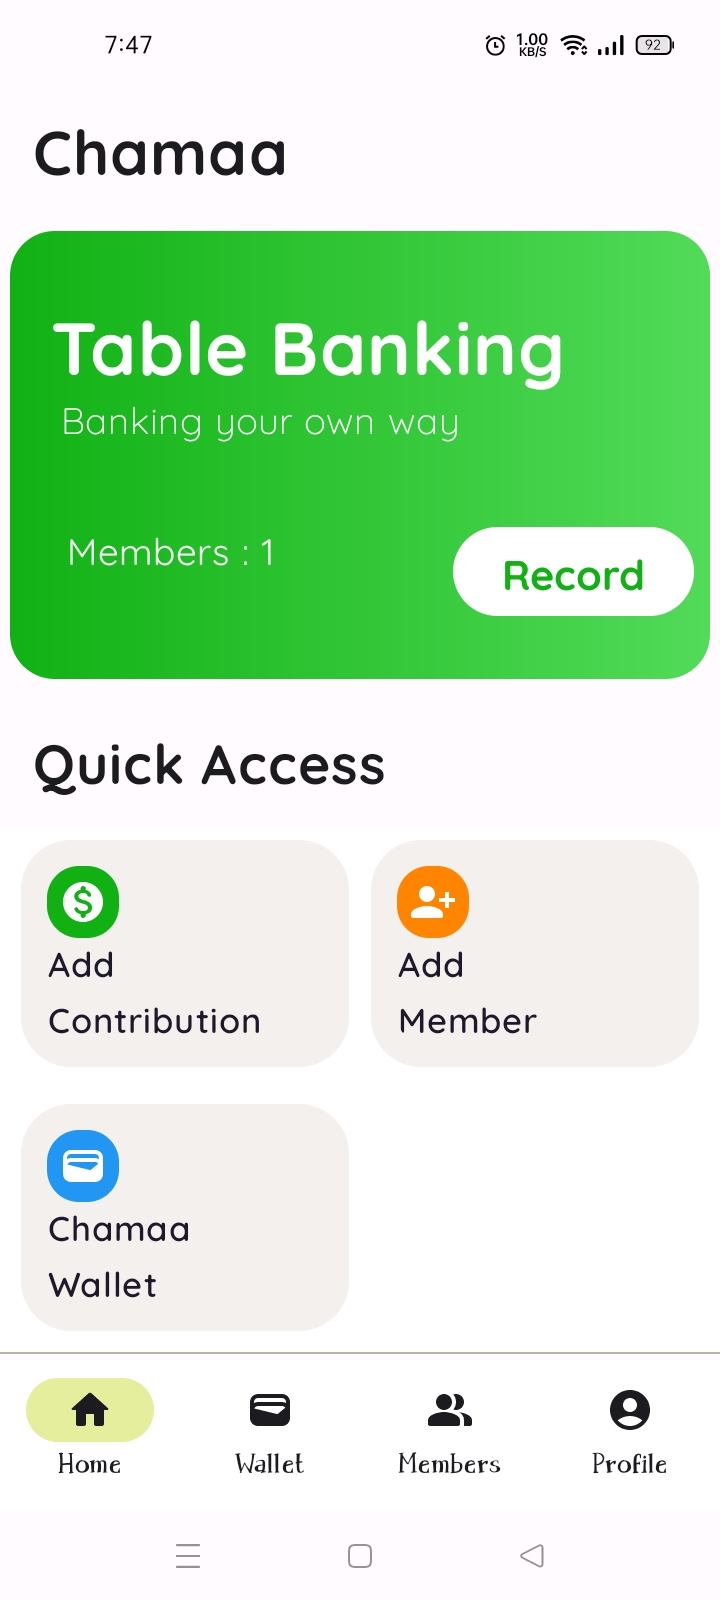 7:47
1.00
KB/S
92
Chamaa
Table Banking
Banking your own way
Members : 1
Record
Quick Access
Add
Contribution
Add
Member
Chamaa
Wallet
Home
Wallet
Members
Profile